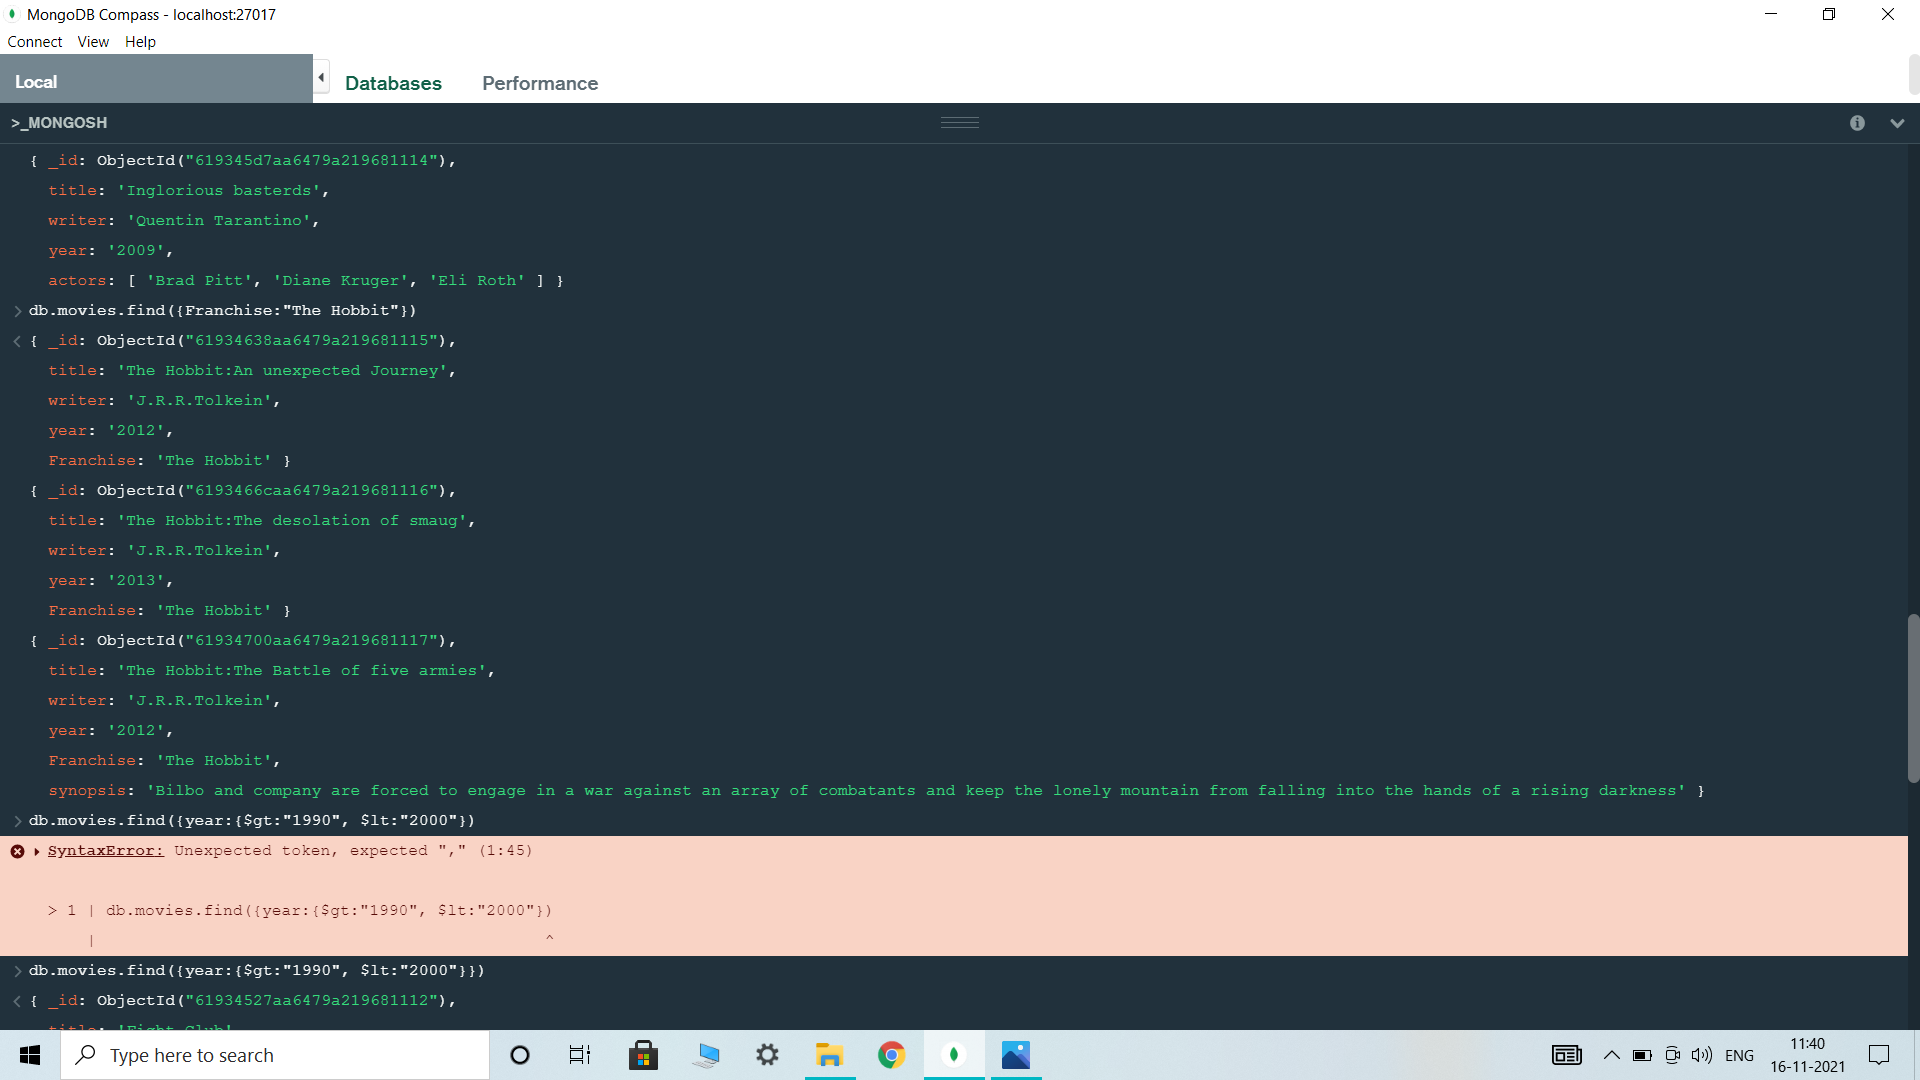 MongoDB Compass - localhost:27017
Connect View Help
Local
Databases Performance
>_MONGOSH
{ _id: ObjectId("619345d7aa6479a219681114"),
title: 'Inglorious basterds',
writer: 'Quentin Tarantino',
year: '2009',
actors: [ 'Brad Pitt', 'Diane Kruger', 'Eli Roth' ] }
> db.movies.find({Franchise:"The Hobbit"})
< { _id: ObjectId("61934638aa6479a219681115"),
title: 'The Hobbit:An unexpected Journey',
writer: 'J.R.R.Tolkein',
year: '2012',
Franchise: 'The Hobbit' }
{ _id: ObjectId("6193466caa6479a219681116"),
title: 'The Hobbit:The desolation of smaug',
writer: 'J.R.R.Tolkein',
year: '2013',
Franchise: 'The Hobbit' }
{ _id: ObjectId("61934700aa6479a219681117"),
title: 'The Hobbit:The Battle of five armies',
writer: 'J.R.R.Tolkein',
year: '2012',
Franchise: 'The Hobbit',
synopsis: 'Bilbo and company are forced to engage in a war against an array of combatants and keep the lonely mountain from falling into the hands of a rising darkness' }
> db.movies.find({year:{$gt:"1990", $lt:"2000"})
SyntaxError: Unexpected token, expected "," (1:45)
> 1 | db.movies.find({year:{$gt:"1990", $lt:"2000"})
| ^
> db.movies.find({year:{$gt:"1990", $lt:"2000"}})
< { _id: ObjectId("61934527aa6479a219681112"),
title: 'Fight Club'
Type here to search
ENG
11:40
16-11-2021